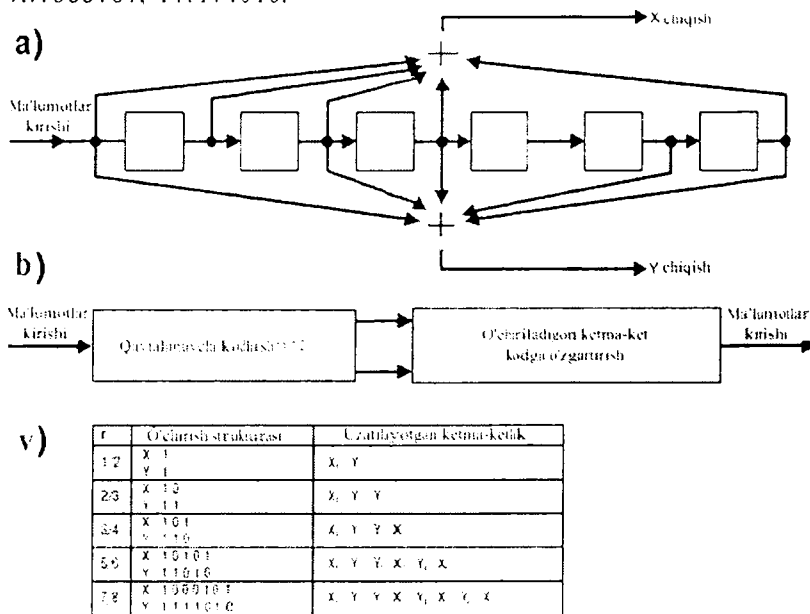 a)
X chiqish
Ma'lumotlar
kirishi
Y chiqish
b)
Ma'lumotlar
kirishi
O'chiriladigon ketma-ket
kodga o'zgartirish
Ma'lumotlar
kirishi
v)
r O'chirish strukturasi Uzatilayotgan ketma-ketlik
1/2 X 1 X, Y
Y 1
2/3 X 1 0 X, Y Y
Y 1 1
3/4 X 1 0 1 X, Y Y X
Y 1 1 0
5/6 X 1 0 1 0 1 X, Y Y X Y, X
Y 1 1 0 1 0
7/8 X 1 0 0 0 1 0 1 X, Y Y X Y, X Y, X
Y 1 1 1 1 0 1 0